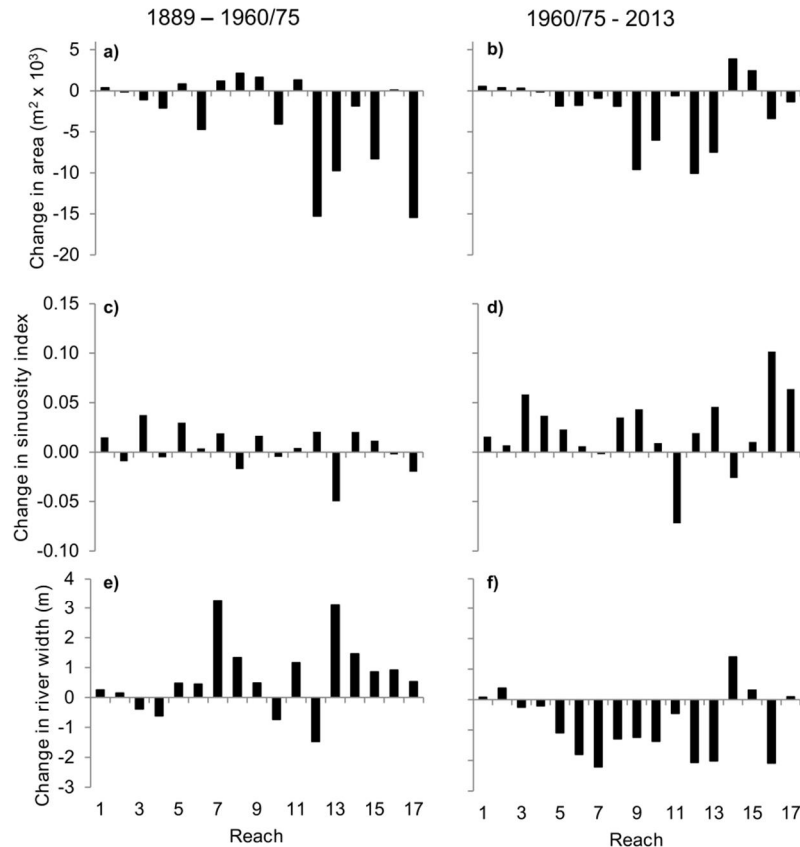 1889 – 1960/75
1960/75 - 2013
a)
b)
Change in area (m² x 10³)
5
0
-5
-10
-15
-20
c)
d)
Change in sinuosity index
0.15
0.10
0.05
0.00
-0.05
-0.10
e)
f)
Change in river width (m)
4
3
2
1
0
-1
-2
-3
1 3 5 7 9 11 13 15 17
1 3 5 7 9 11 13 15 17
Reach
Reach